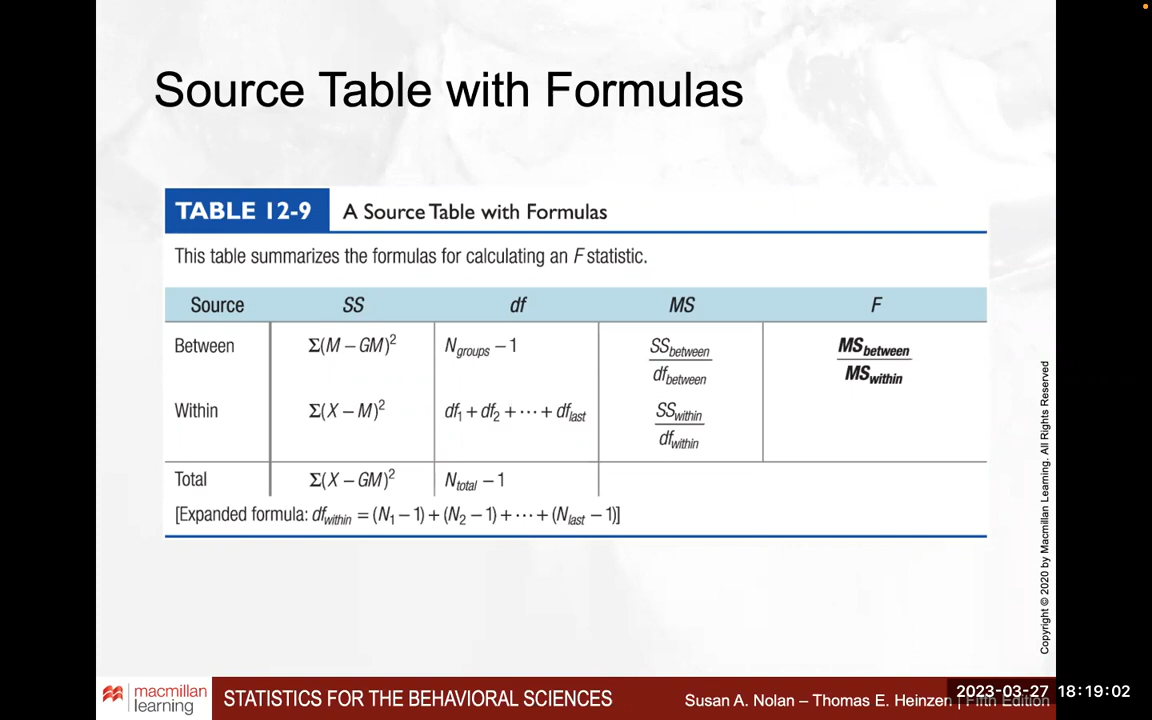 Source Table with Formulas
TABLE 12-9 A Source Table with Formulas
This table summarizes the formulas for calculating an F statistic.
Source SS df MS F
Between Σ(M – GM)² N_groups – 1 SS_between / df_between MS_between / MS_within
Within Σ(X – M)² df₁ + df₂ + ··· + df_last SS_within / df_within
Total Σ(X – GM)² N_total – 1
[Expanded formula: df_within = (N₁ – 1) + (N₂ – 1) + ··· + (N_last – 1)]
Copyright © 2020 by Macmillan Learning. All Rights Reserved
macmillan learning
STATISTICS FOR THE BEHAVIORAL SCIENCES
Susan A. Nolan – Thomas E. Heinzen | Fifth Edition
2023-03-27 18:19:02